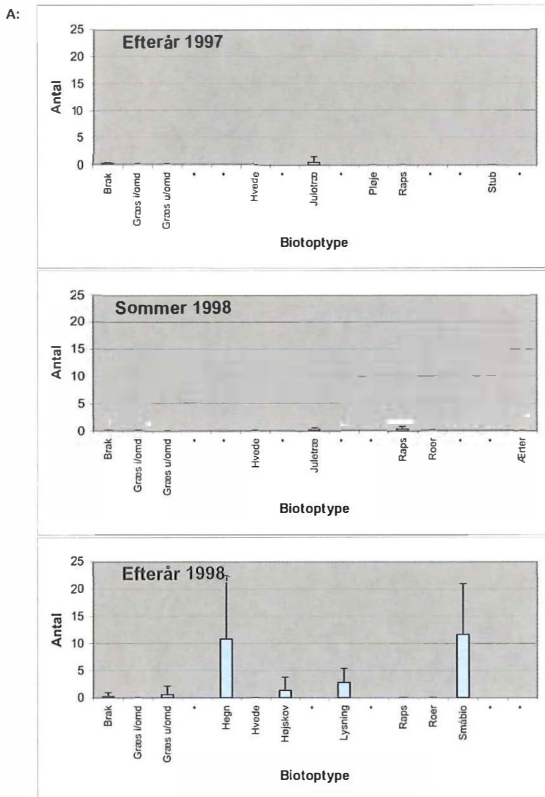 A:
Efterår 1997
Antal
25
20
15
10
5
0
Brak
Græs i/omd
Græs u/omd
*
*
Hvede
*
Juletræ
*
Pløje
Raps
*
*
Stub
*
Biotoptype
Sommer 1998
Antal
25
20
15
10
5
0
Brak
Græs i/omd
Græs u/omd
*
*
Hvede
*
Juletræ
*
*
Raps
Roer
*
*
Ærter
Biotoptype
Efterår 1998
Antal
25
20
15
10
5
0
Brak
Græs i/omd
Græs u/omd
*
Hegn
Hvede
Højskov
*
Lysning
*
Raps
Roer
Småbio
*
*
Biotoptype